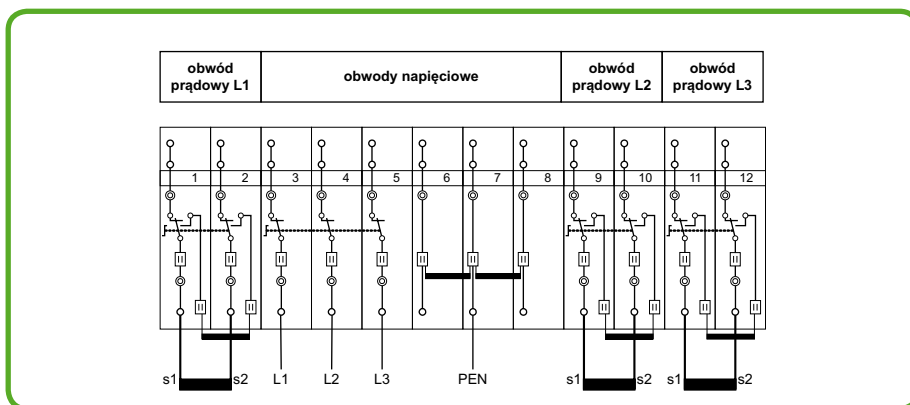 obwód prądowy L1
obwody napięciowe
obwód prądowy L2
obwód prądowy L3
1 2 3 4 5 6 7 8 9 10 11 12
s1 s2 L1 L2 L3 PEN s1 s2 s1 s2